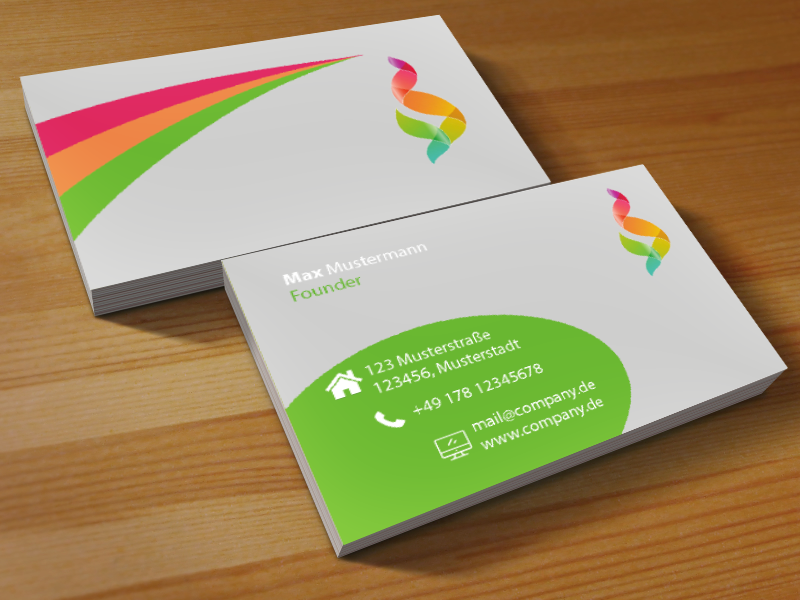 Max Mustermann
Founder
123 Musterstraße
123456, Musterstadt
+49 178 12345678
mail@company.de
www.company.de